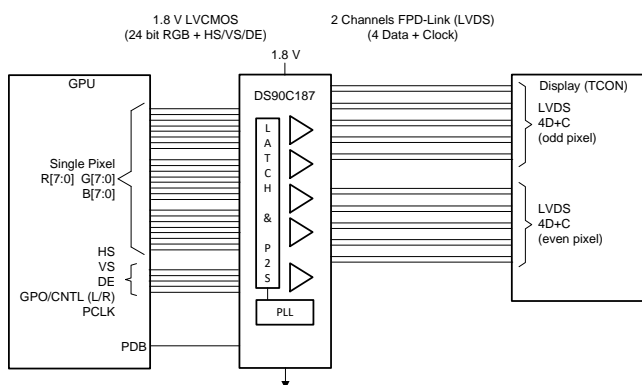 1.8 V LVCMOS
(24 bit RGB + HS/VS/DE)
2 Channels FPD-Link (LVDS)
(4 Data + Clock)
1.8 V
GPU
DS90C187
Display (TCON)
Single Pixel
R[7:0] G[7:0]
B[7:0]
HS
VS
DE
GPO/CNTL (L/R)
PCLK
PDB
LATCH & P2S
PLL
LVDS
4D+C
(odd pixel)
LVDS
4D+C
(even pixel)